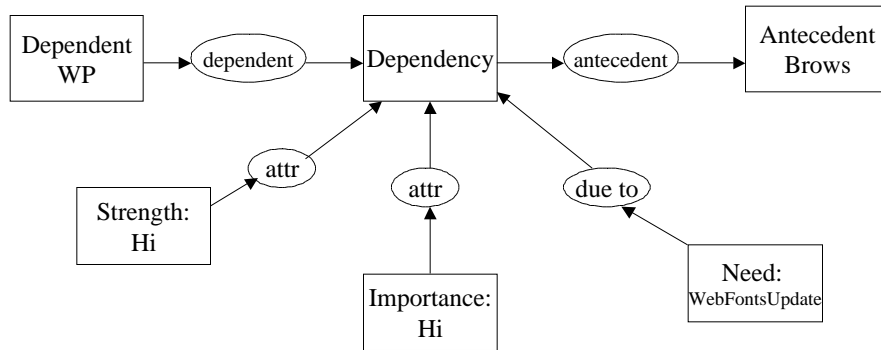 Dependent
WP
dependent
Dependency
antecedent
Antecedent
Brows
attr
attr
due to
Strength:
Hi
Importance:
Hi
Need:
WebFontsUpdate